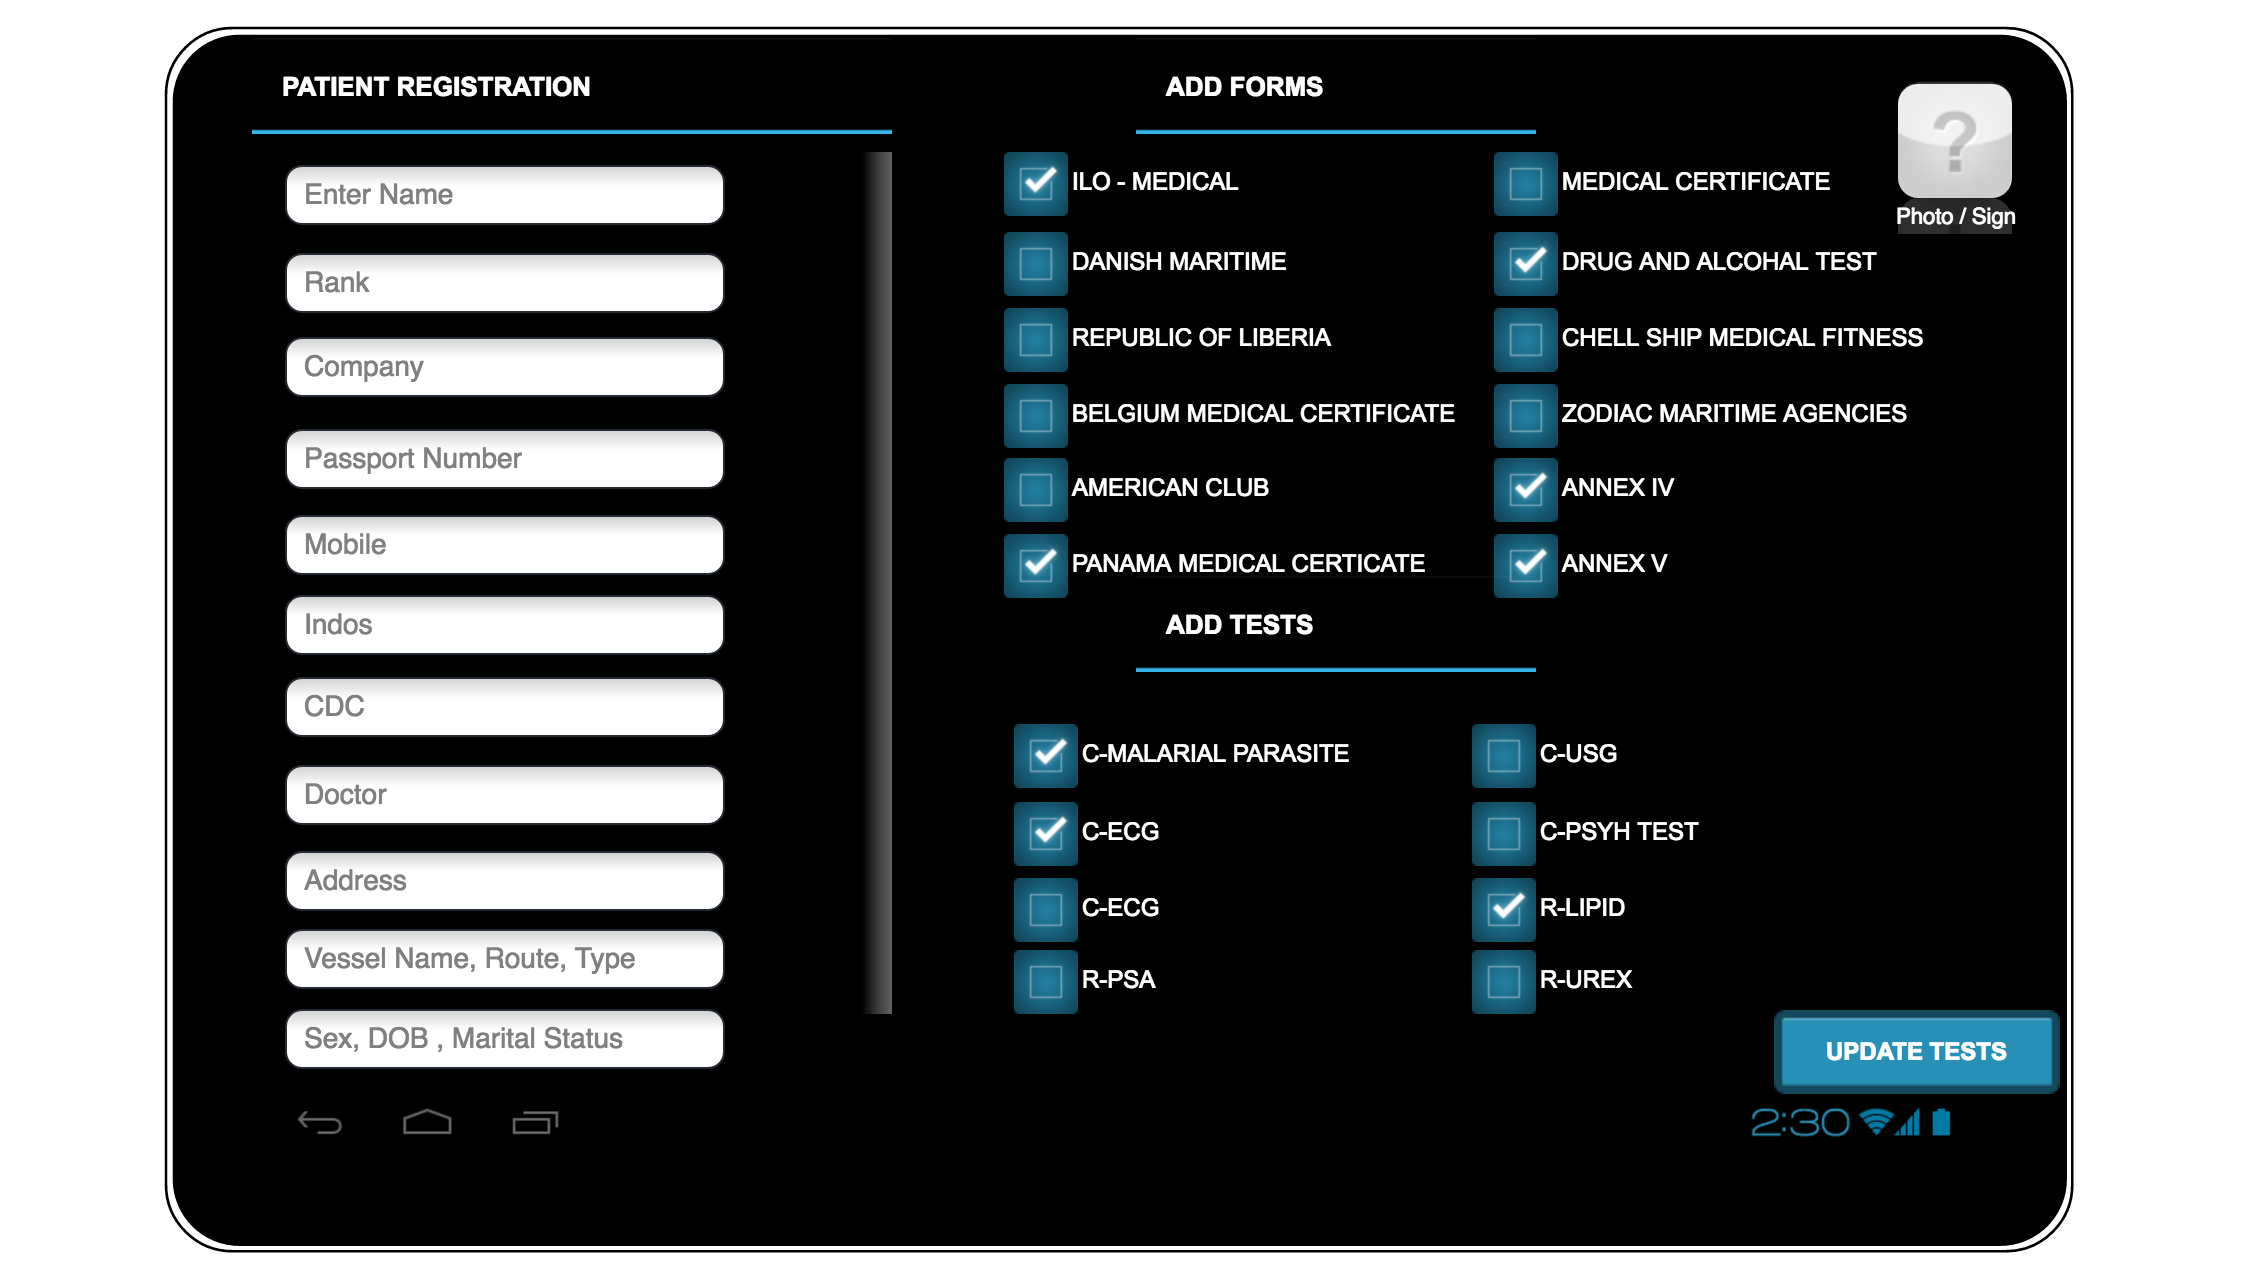 PATIENT REGISTRATION
Enter Name
Rank
Company
Passport Number
Mobile
Indos
CDC
Doctor
Address
Vessel Name, Route, Type
Sex, DOB , Marital Status
ADD FORMS
ILO - MEDICAL
MEDICAL CERTIFICATE
DANISH MARITIME
DRUG AND ALCOHAL TEST
REPUBLIC OF LIBERIA
CHELL SHIP MEDICAL FITNESS
BELGIUM MEDICAL CERTIFICATE
ZODIAC MARITIME AGENCIES
AMERICAN CLUB
ANNEX IV
PANAMA MEDICAL CERTICATE
ANNEX V
?
Photo / Sign
ADD TESTS
C-MALARIAL PARASITE
C-USG
C-ECG
C-PSYH TEST
C-ECG
R-LIPID
R-PSA
R-UREX
UPDATE TESTS
2:30